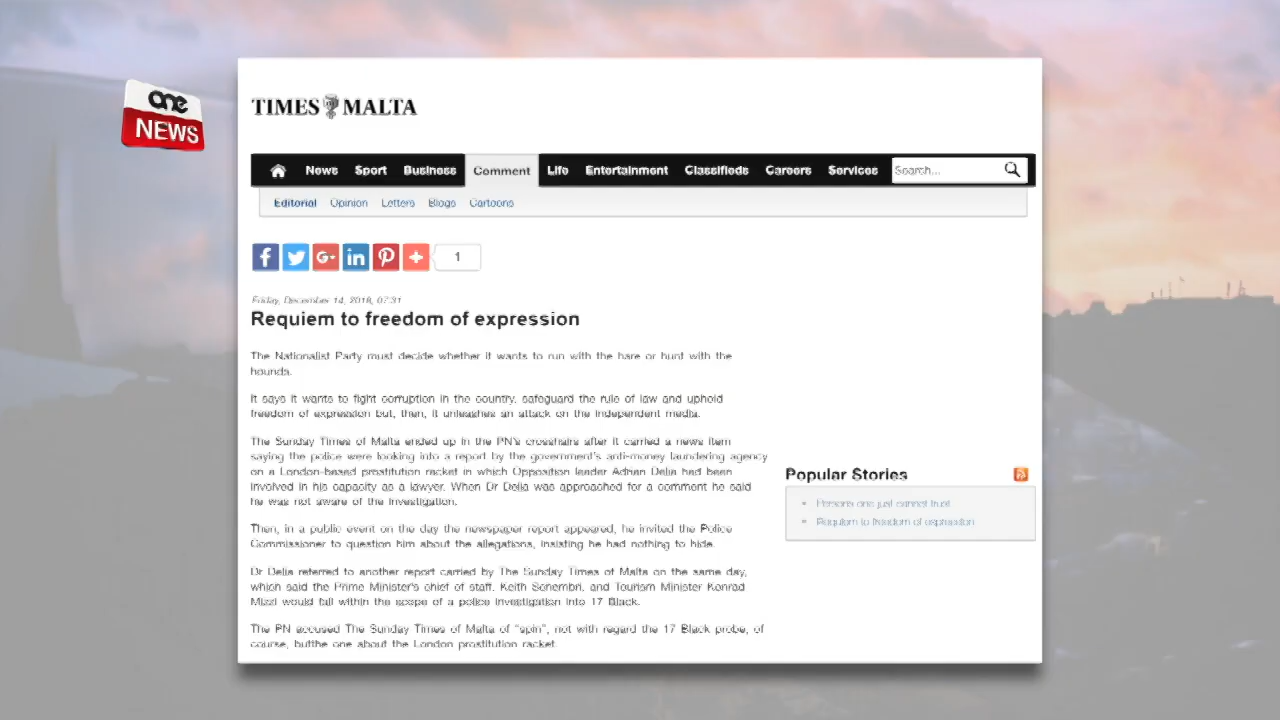 one
NEWS
TIMES MALTA
News Sport Business Comment Life Entertainment Classifieds Careers Services Search...
Editorial Opinion Letters Blogs Cartoons
1
Friday, December 14, 2018, 07:31
Requiem to freedom of expression
The Nationalist Party must decide whether it wants to run with the hare or hunt with the
hounds.
It says it wants to fight corruption in the country, safeguard the rule of law and uphold
freedom of expression but, then, it unleashes an attack on the independent media.
The Sunday Times of Malta ended up in the PN's crosshairs after it carried a news item
saying the police were looking into a report by the government's anti-money laundering agency
on a London-based prostitution racket in which Opposition leader Adrian Delia had been
involved in his capacity as a lawyer. When Dr Delia was approached for a comment he said
he was not aware of the investigation.
Then, in a public event on the day the newspaper report appeared, he invited the Police
Commissioner to question him about the allegations, insisting he had nothing to hide.
Dr Delia referred to another report carried by The Sunday Times of Malta on the same day,
which said the Prime Minister's chief of staff, Keith Schembri, and Tourism Minister Konrad
Mizzi would fall within the scope of a police investigation into 17 Black.
The PN accused The Sunday Times of Malta of "spin", not with regard the 17 Black probe, of
course, butthe one about the London prostitution racket
Popular Stories
Persons one just cannot trust
Requiem to freedom of expression